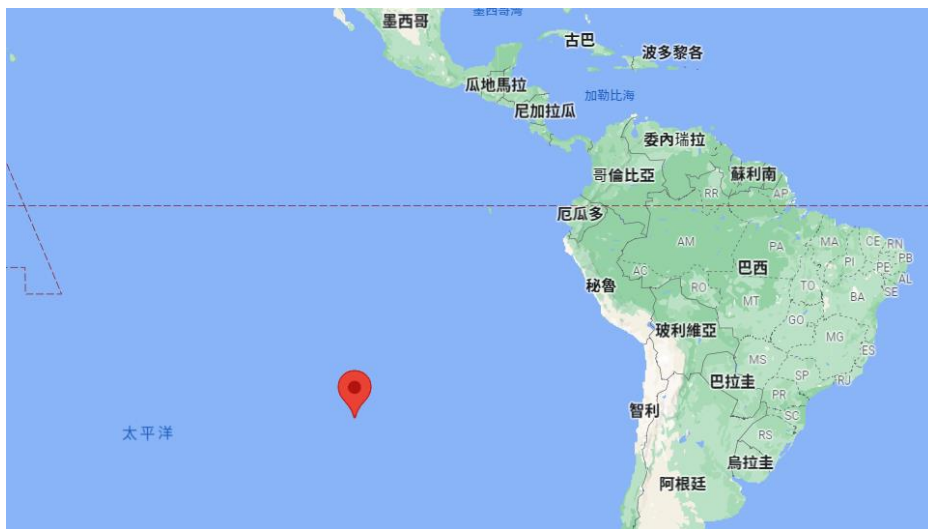 墨西哥灣
墨西哥
古巴
波多黎各
瓜地馬拉
加勒比海
尼加拉瓜
委內瑞拉
哥倫比亞
蘇利南
RR
AP
厄瓜多
AM
PA
MA
CE
RN
PB
PI
PE
AL
AC
巴西
TO
SE
秘魯
RO
MT
BA
GO
玻利維亞
MG
MS
ES
SP
RJ
巴拉圭
PR
智利
SC
太平洋
RS
烏拉圭
阿根廷